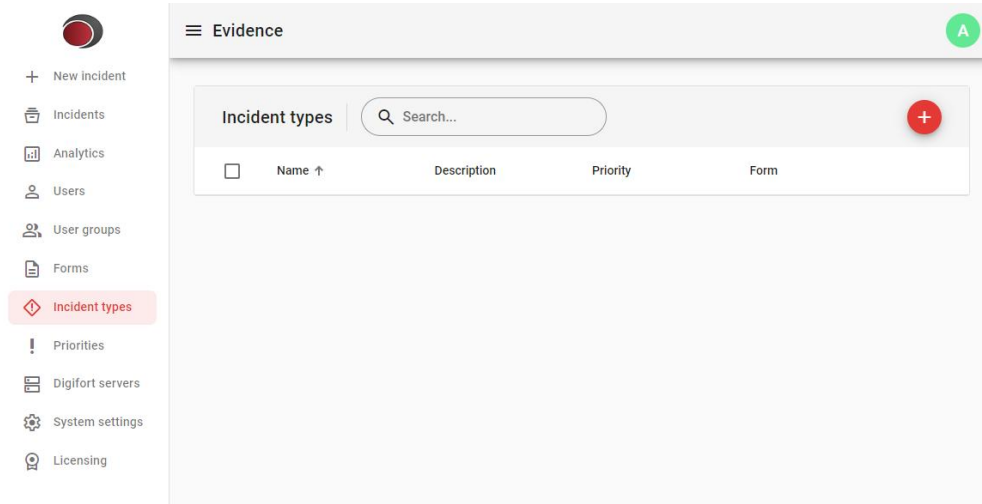 Evidence
A
New incident
Incidents
Analytics
Users
User groups
Forms
Incident types
Priorities
Digifort servers
System settings
Licensing
Incident types
Search...
Name Description Priority Form